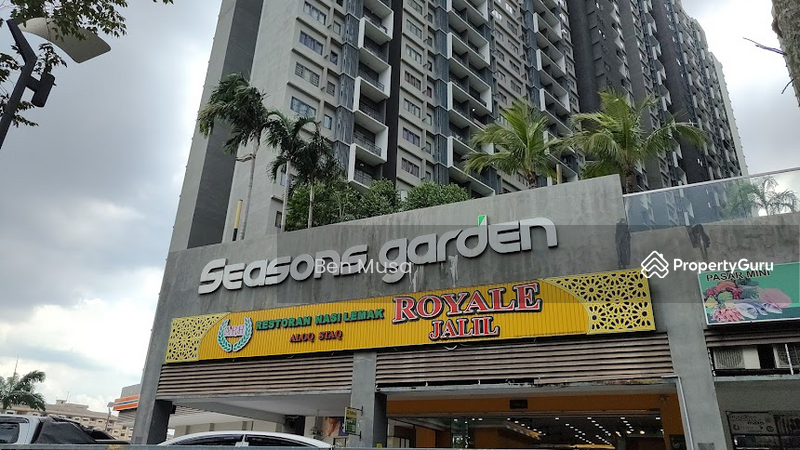 Seasons garden
Ben Musa
PropertyGuru
PASAR MINI
RESTORAN NASI LEMAK
ROYALE
ALOQ STAQ
JALIL